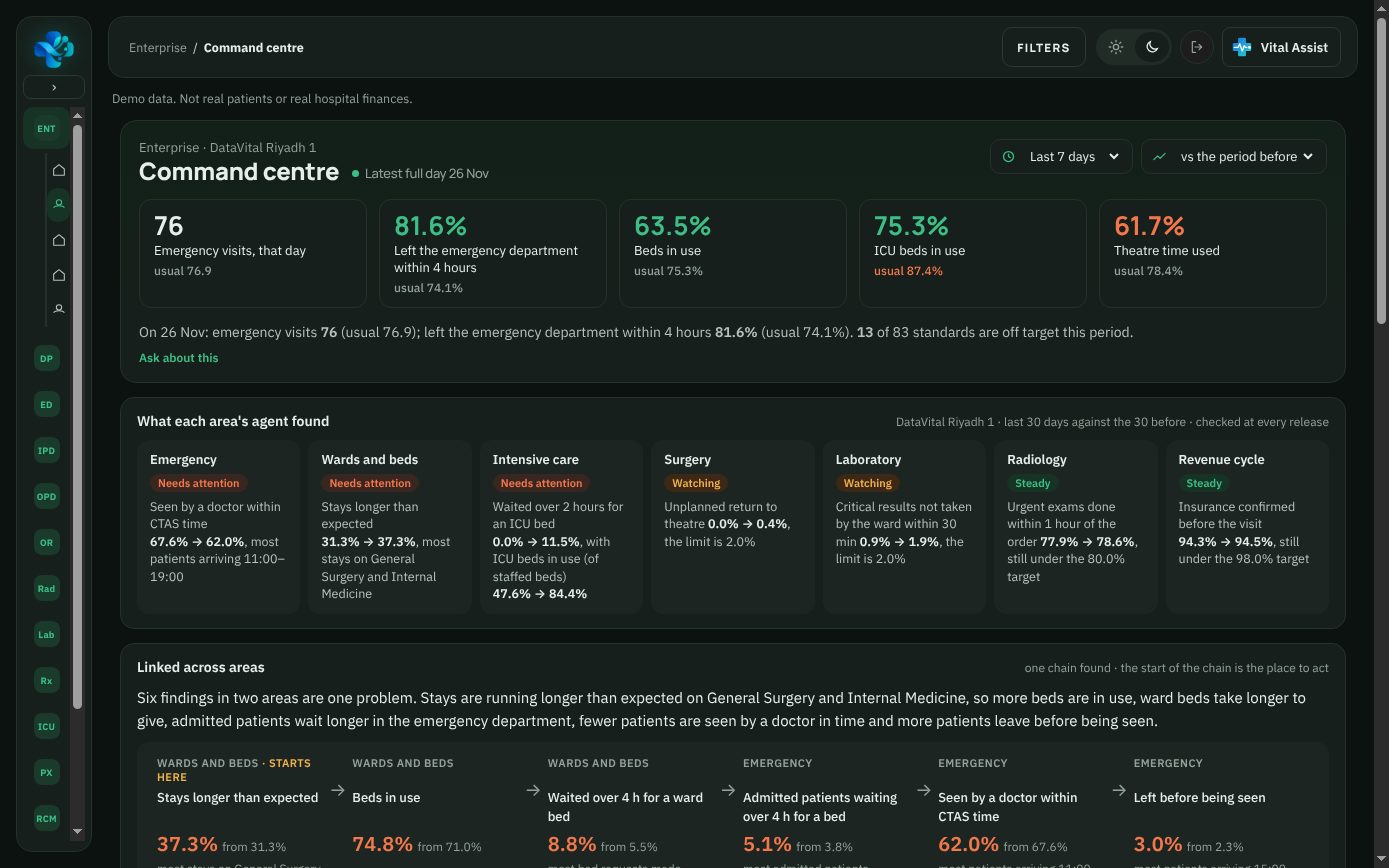 Enterprise / Command centre
FILTERS
Vital Assist
Demo data. Not real patients or real hospital finances.
ENT
DP
ED
IPD
OPD
OR
Rad
Lab
Rx
ICU
PX
RCM
Enterprise · DataVital Riyadh 1
Command centre
Latest full day 26 Nov
Last 7 days
vs the period before
76
Emergency visits, that day
usual 76.9
81.6%
Left the emergency department
within 4 hours
usual 74.1%
63.5%
Beds in use
usual 75.3%
75.3%
ICU beds in use
usual 87.4%
61.7%
Theatre time used
usual 78.4%
On 26 Nov: emergency visits 76 (usual 76.9); left the emergency department within 4 hours 81.6% (usual 74.1%). 13 of 83 standards are off target this period.
Ask about this
What each area's agent found
DataVital Riyadh 1 · last 30 days against the 30 before · checked at every release
Emergency
Needs attention
Seen by a doctor within
CTAS time
67.6% → 62.0%, most
patients arriving 11:00–
19:00
Wards and beds
Needs attention
Stays longer than
expected
31.3% → 37.3%, most
stays on General
Surgery and Internal
Medicine
Intensive care
Needs attention
Waited over 2 hours for
an ICU bed
0.0% → 11.5%, with
ICU beds in use (of
staffed beds)
47.6% → 84.4%
Surgery
Watching
Unplanned return to
theatre 0.0% → 0.4%,
the limit is 2.0%
Laboratory
Watching
Critical results not taken
by the ward within 30
min 0.9% → 1.9%, the
limit is 2.0%
Radiology
Steady
Urgent exams done
within 1 hour of the
order 77.9% → 78.6%,
still under the 80.0%
target
Revenue cycle
Steady
Insurance confirmed
before the visit
94.3% → 94.5%, still
under the 98.0% target
Linked across areas
one chain found · the start of the chain is the place to act
Six findings in two areas are one problem. Stays are running longer than expected on General Surgery and Internal Medicine, so more beds are in use, ward beds take longer to
give, admitted patients wait longer in the emergency department, fewer patients are seen by a doctor in time and more patients leave before being seen.
WARDS AND BEDS · STARTS
HERE
Stays longer than expected
37.3% from 31.3%
most stays on General Surgery
→
WARDS AND BEDS
Beds in use
74.8% from 71.0%
→
WARDS AND BEDS
Waited over 4 h for a ward
bed
8.8% from 5.5%
most bed requests made
→
EMERGENCY
Admitted patients waiting
over 4 h for a bed
5.1% from 3.8%
most admitted patients
→
EMERGENCY
Seen by a doctor within
CTAS time
62.0% from 67.6%
most patients arriving 11:00
→
EMERGENCY
Left before being seen
3.0% from 2.3%
most patients arriving 15:00